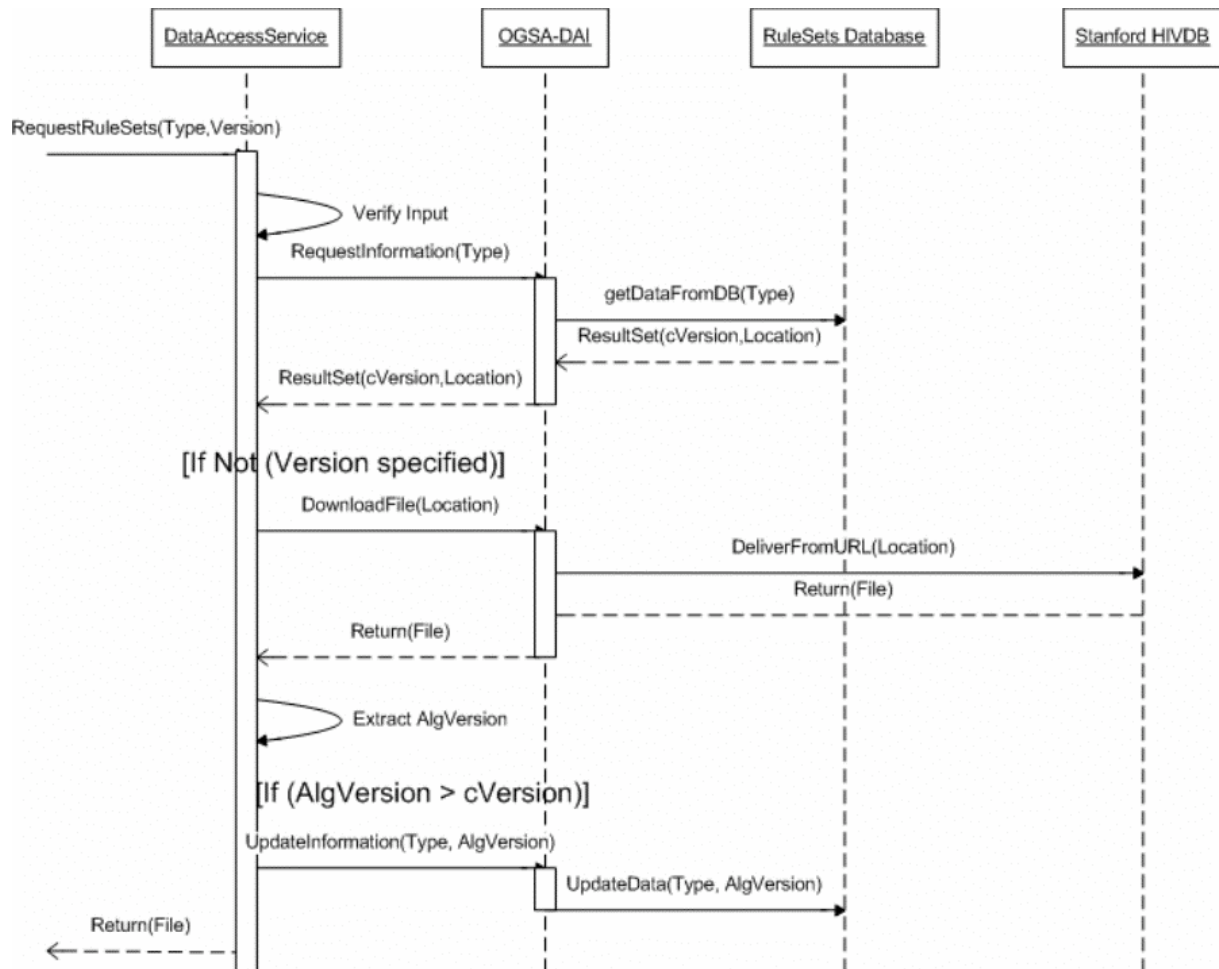 DataAccessService
OGSA-DAI
RuleSets Database
Stanford HIVDB
RequestRuleSets(Type,Version)
Verify Input
RequestInformation(Type)
getDataFromDB(Type)
ResultSet(cVersion,Location)
ResultSet(cVersion,Location)
[If Not (Version specified)]
DownloadFile(Location)
DeliverFromURL(Location)
Return(File)
Return(File)
Extract AlgVersion
[If (AlgVersion > cVersion)]
UpdateInformation(Type, AlgVersion)
UpdateData(Type, AlgVersion)
Return(File)